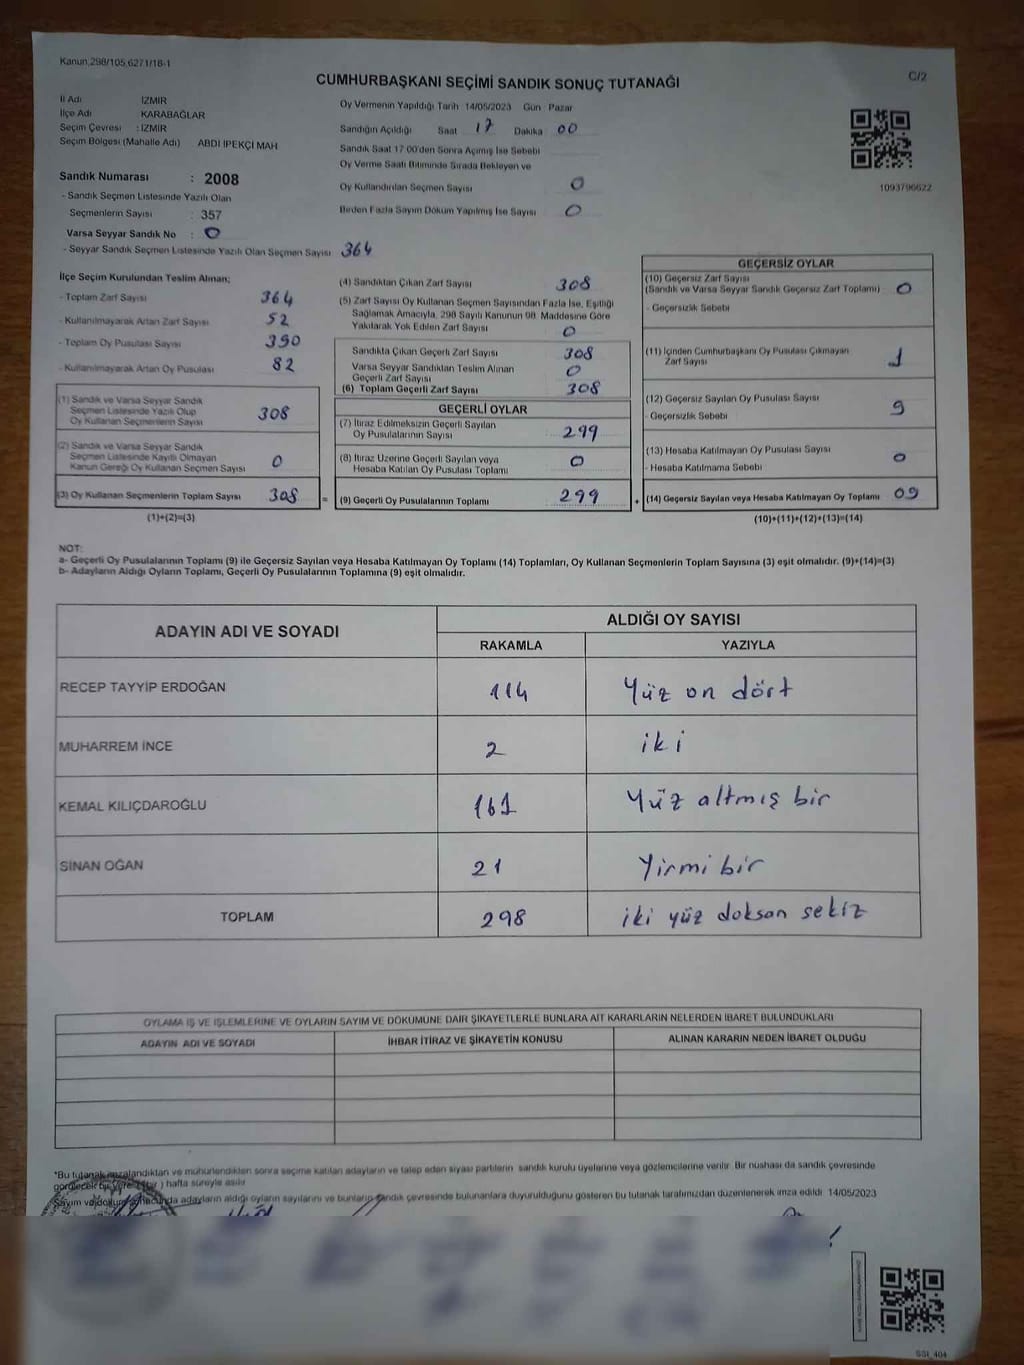 Kanun,298/105,6271/18-1
C/2
CUMHURBAŞKANI SEÇİMİ SANDIK SONUÇ TUTANAĞI
İl Adı İZMİR
İlçe Adı KARABAĞLAR
Seçim Çevresi : İZMİR
Seçim Bölgesi (Mahalle Adı) ABDİ İPEKÇİ MAH
Sandık Numarası : 2008
- Sandık Seçmen Listesinde Yazılı Olan
Seçmenlerin Sayısı : 357
Varsa Seyyar Sandık No : 0
- Seyyar Sandık Seçmen Listesinde Yazılı Olan Seçmen Sayısı 364
Oy Vermenin Yapıldığı Tarih 14/05/2023 Gün Pazar
Sandığın Açıldığı Saat 17 Dakika 00
Sandık Saat 17:00'den Sonra Açımış İse Sebebi
Oy Verme Saati Bitiminde Sırada Bekleyen ve
Oy Kullandırılan Seçmen Sayısı 0
Birden Fazla Sayım Döküm Yapılmış İse Sayısı 0
1093796622
İlçe Seçim Kurulundan Teslim Alınan;
- Toplam Zarf Sayısı 364
- Kullanılmayarak Artan Zarf Sayısı 52
- Toplam Oy Pusulası Sayısı 390
- Kullanılmayarak Artan Oy Pusulası 82
(1) Sandık ve Varsa Seyyar Sandık
Seçmen Listesinde Yazılı Olup
Oy Kullanan Seçmenlerin Sayısı 308
(2) Sandık ve Varsa Seyyar Sandık
Seçmen Listesinde Kayıtlı Olmayan
Kanun Gereği Oy Kullanan Seçmen Sayısı 0
(3) Oy Kullanan Seçmenlerin Toplam Sayısı 308 =
(1)+(2)=(3)
(4) Sandıktan Çıkan Zarf Sayısı 308
(5) Zarf Sayısı Oy Kullanan Seçmen Sayısından Fazla İse, Eşitliği
Sağlamak Amacıyla, 298 Sayılı Kanunun 98. Maddesine Göre
Yakılarak Yok Edilen Zarf Sayısı 0
Sandıkta Çıkan Geçerli Zarf Sayısı 308
Varsa Seyyar Sandıktan Teslim Alınan
Geçerli Zarf Sayısı 0
(6) Toplam Geçerli Zarf Sayısı 308
GEÇERLİ OYLAR
(7) İtiraz Edilmeksizin Geçerli Sayılan
Oy Pusulalarının Sayısı 299
(8) İtiraz Üzerine Geçerli Sayılan veya
Hesaba Katılan Oy Pusulası Toplamı 0
(9) Geçerli Oy Pusulalarının Toplamı 299 +
GEÇERSİZ OYLAR
(10) Geçersiz Zarf Sayısı
(Sandık ve Varsa Seyyar Sandık Geçersiz Zarf Toplamı) 0
- Geçersizlik Sebebi
(11) İçinden Cumhurbaşkanı Oy Pusulası Çıkmayan
Zarf Sayısı 1
(12) Geçersiz Sayılan Oy Pusulası Sayısı
- Geçersizlik Sebebi 9
(13) Hesaba Katılmayan Oy Pusulası Sayısı 0
- Hesaba Katılmama Sebebi
(14) Geçersiz Sayılan veya Hesaba Katılmayan Oy Toplamı 09
(10)+(11)+(12)+(13)=(14)
NOT:
a- Geçerli Oy Pusulalarının Toplamı (9) ile Geçersiz Sayılan veya Hesaba Katılmayan Oy Toplamı (14) Toplamları, Oy Kullanan Seçmenlerin Toplam Sayısına (3) eşit olmalıdır. (9)+(14)=(3)
b- Adayların Aldığı Oyların Toplamı, Geçerli Oy Pusulalarının Toplamına (9) eşit olmalıdır.
ADAYIN ADI VE SOYADI
ALDIĞI OY SAYISI
RAKAMLA YAZIYLA
RECEP TAYYİP ERDOĞAN 114 Yüz on dört
MUHARREM İNCE 2 iki
KEMAL KILIÇDAROĞLU 161 Yüz altmış bir
SİNAN OĞAN 21 Yirmi bir
TOPLAM 298 iki yüz doksan sekiz
OYLAMA İŞ VE İŞLEMLERİNE VE OYLARIN SAYIM VE DÖKÜMÜNE DAİR ŞİKAYETLERLE BUNLARA AİT KARARLARIN NELERDEN İBARET BULUNDUKLARI
ADAYIN ADI VE SOYADI İHBAR İTİRAZ VE ŞİKAYETİN KONUSU ALINAN KARARIN NEDEN İBARET OLDUĞU
*Bu tutanak imzalandıktan ve mühürlendikten sonra seçime katılan adayların ve talep eden siyasi partilerin sandık kurulu üyelerine veya gözlemcilerine verilir. Bir nüshası da sandık çevresinde
görülecek bir yere ( bir ) hafta süreyle asılır.
Sayım ve döküm sonucunda adayların aldığı oyların sayılarını ve bunların sandık çevresinde bulunanlara duyurulduğunu gösteren bu tutanak tarafımızdan düzenlenerek imza edildi 14/05/2023
SSI_404